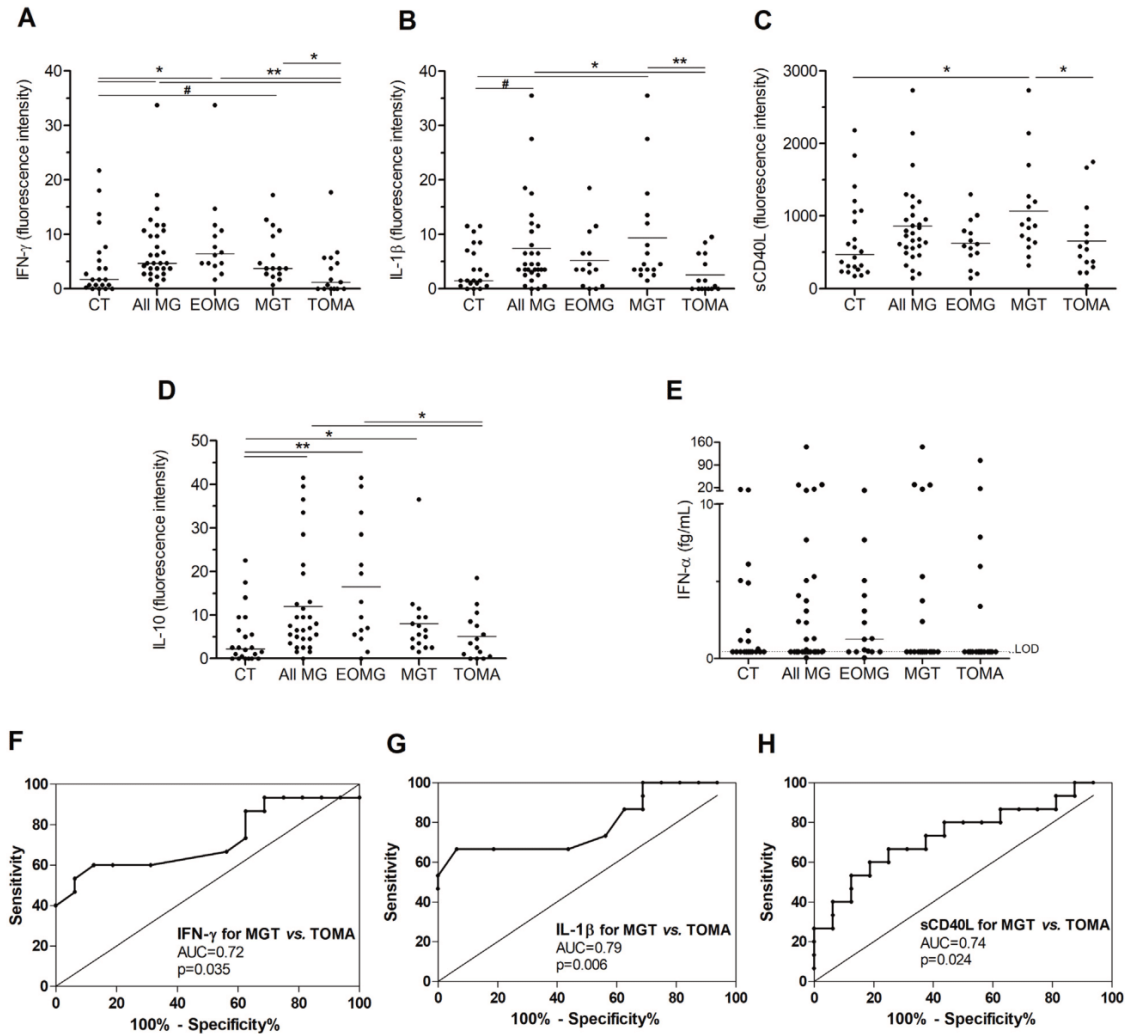 A
IFN-γ (fluorescence intensity)
40
30
20
10
0
*
**
*
#
CT All MG EOMG MGT TOMA
B
IL-1β (fluorescence intensity)
40
30
20
10
0
*
**
#
CT All MG EOMG MGT TOMA
C
sCD40L (fluorescence intensity)
3000
2000
1000
0
*
*
CT All MG EOMG MGT TOMA
D
IL-10 (fluorescence intensity)
50
40
30
20
10
0
*
*
**
CT All MG EOMG MGT TOMA
E
IFN-α (fg/mL)
160
90
20
10
0
LOD
CT All MG EOMG MGT TOMA
F
Sensitivity
100
80
60
40
20
0
IFN-γ for MGT vs. TOMA
AUC=0.72
p=0.035
0 20 40 60 80 100
100% - Specificity%
G
Sensitivity
100
80
60
40
20
0
IL-1β for MGT vs. TOMA
AUC=0.79
p=0.006
0 20 40 60 80 100
100% - Specificity%
H
Sensitivity
100
80
60
40
20
0
sCD40L for MGT vs. TOMA
AUC=0.74
p=0.024
0 20 40 60 80 100
100% - Specificity%